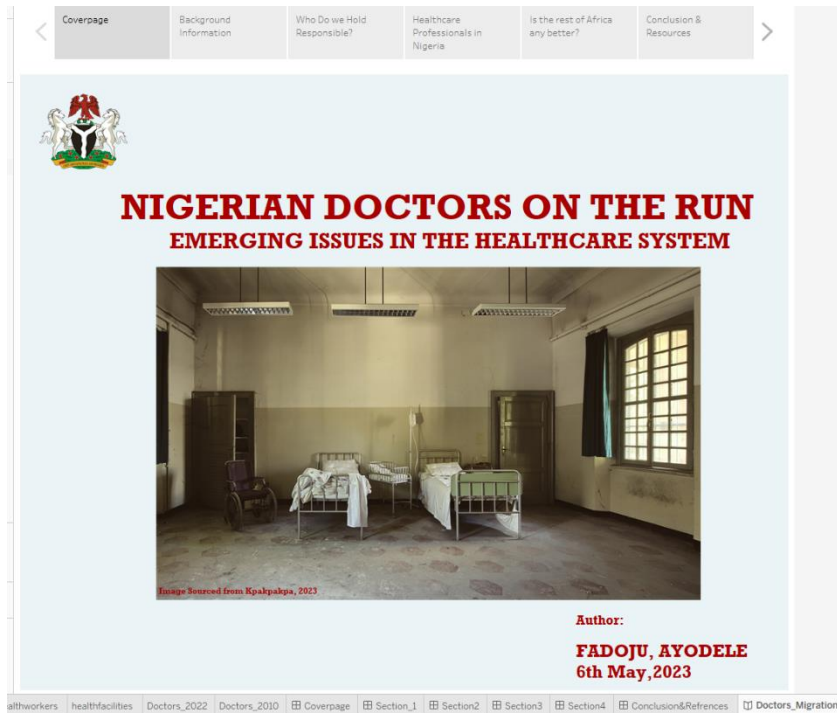 Coverpage
Background
Information
Who Do we Hold
Responsible?
Healthcare
Professionals in
Nigeria
Is the rest of Africa
any better?
Conclusion &
Resources
NIGERIAN DOCTORS ON THE RUN
EMERGING ISSUES IN THE HEALTHCARE SYSTEM
Image Sourced from Kpakpakpa, 2023
Author:
FADOJU, AYODELE
6th May,2023
althworkers healthfacilities Doctors_2022 Doctors_2010 Coverpage Section_1 Section2 Section3 Section4 Conclusion&Refrences Doctors_Migration